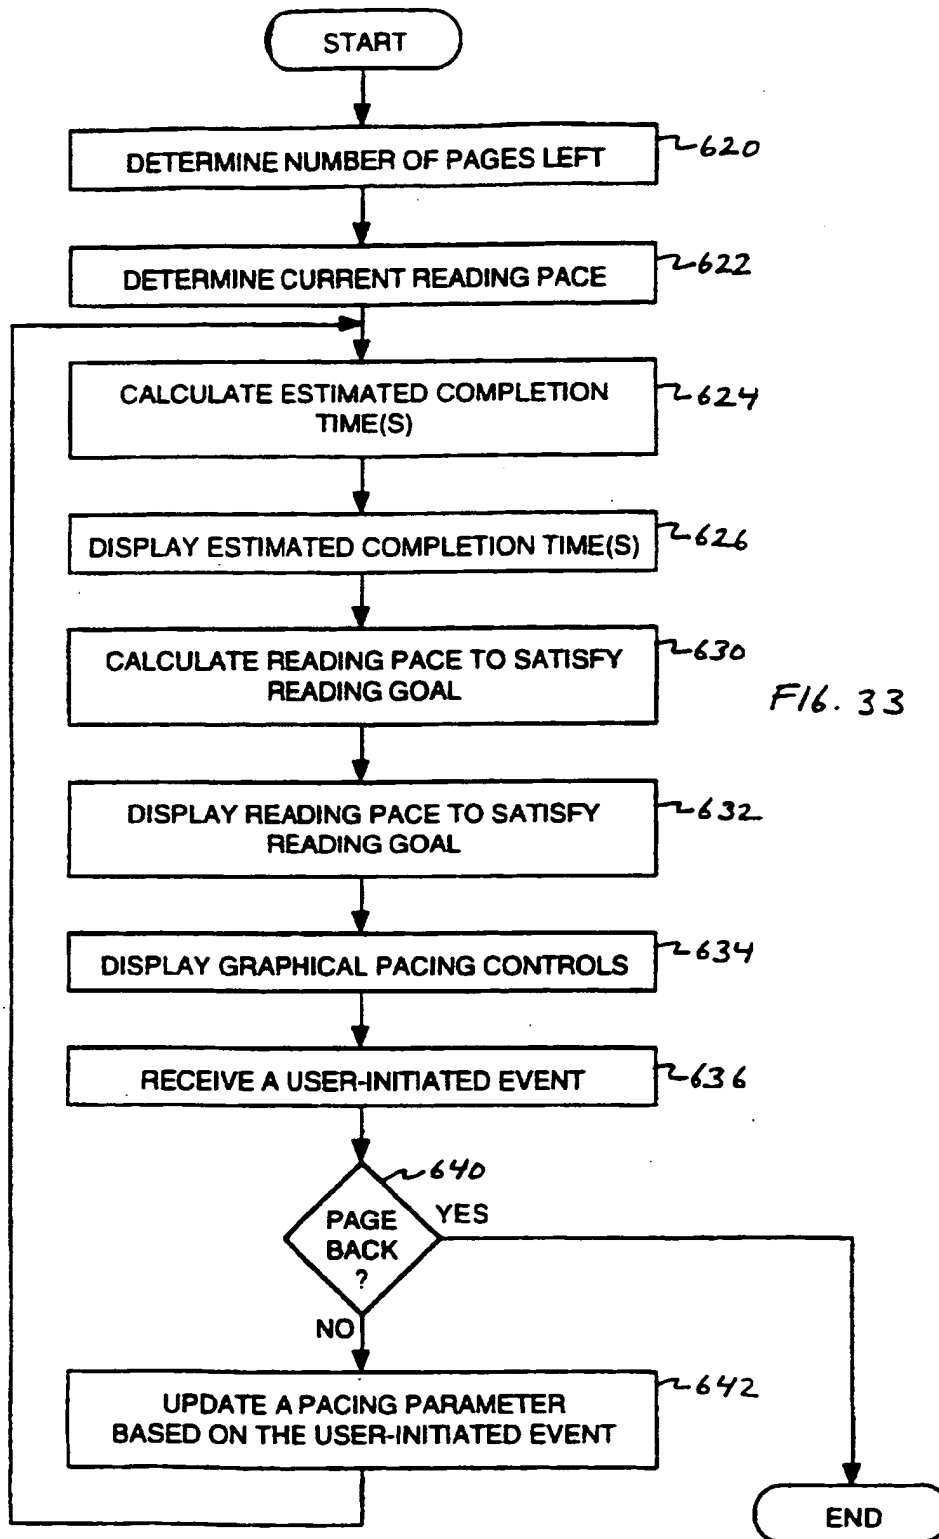 START
DETERMINE NUMBER OF PAGES LEFT
620
DETERMINE CURRENT READING PACE
622
CALCULATE ESTIMATED COMPLETION
TIME(S)
624
DISPLAY ESTIMATED COMPLETION TIME(S)
626
CALCULATE READING PACE TO SATISFY
READING GOAL
630
FIG. 33
DISPLAY READING PACE TO SATISFY
READING GOAL
632
DISPLAY GRAPHICAL PACING CONTROLS
634
RECEIVE A USER-INITIATED EVENT
636
640
PAGE
BACK
?
YES
NO
UPDATE A PACING PARAMETER
BASED ON THE USER-INITIATED EVENT
642
END